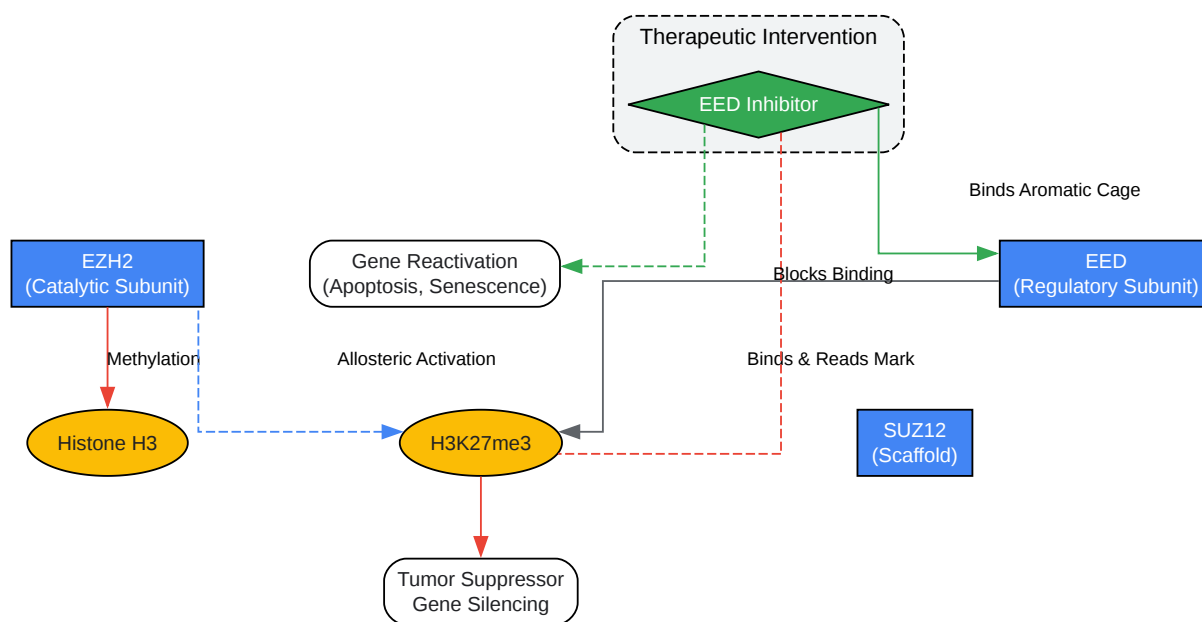 Therapeutic Intervention
EED Inhibitor
Binds Aromatic Cage
EZH2
(Catalytic Subunit)
Gene Reactivation
(Apoptosis, Senescence)
Blocks Binding
EED
(Regulatory Subunit)
Methylation
Allosteric Activation
Binds & Reads Mark
Histone H3
H3K27me3
SUZ12
(Scaffold)
Tumor Suppressor
Gene Silencing